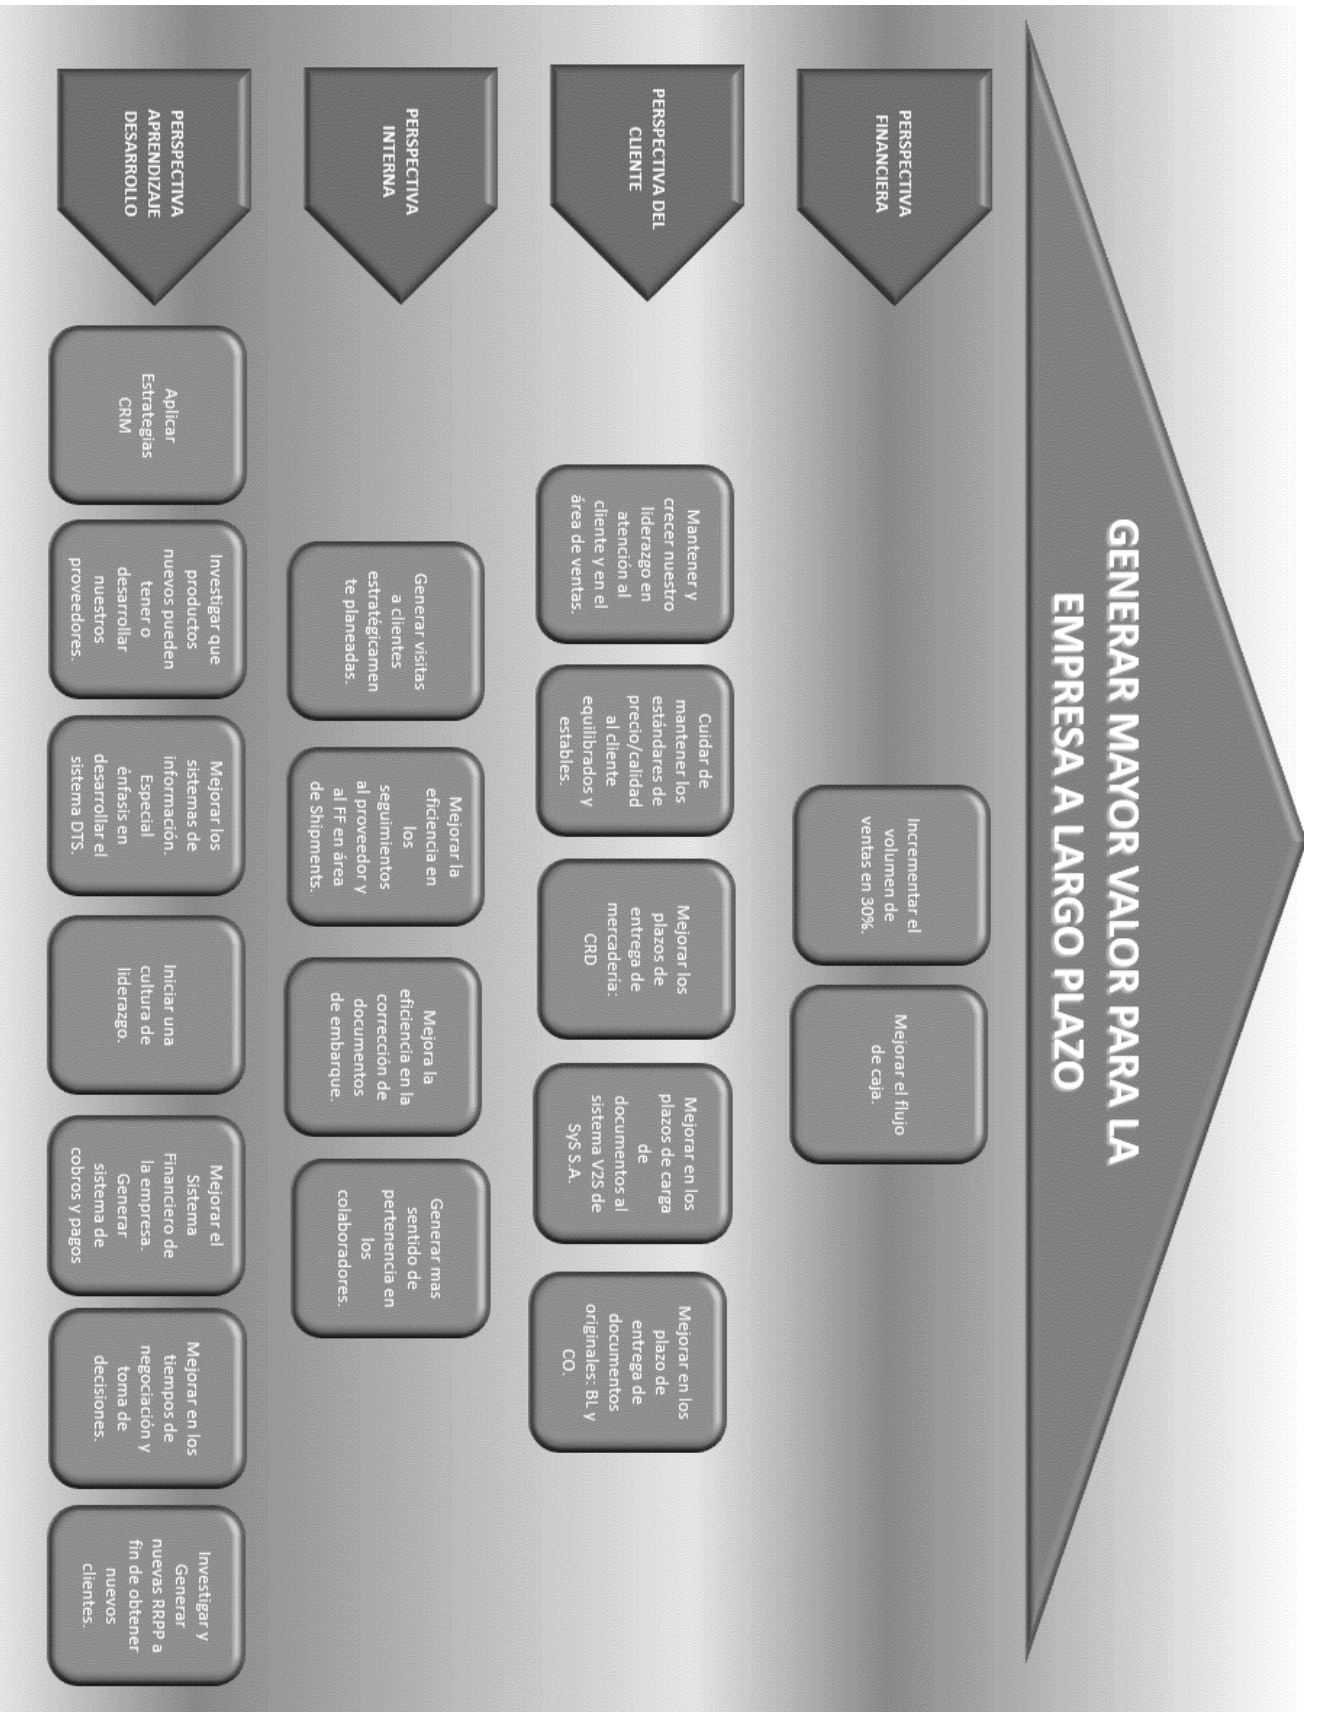 GENERAR MAYOR VALOR PARA LA
EMPRESA A LARGO PLAZO
PERSPECTIVA
FINANCIERA
Incrementar el
volumen de
ventas en 30%.
Mejorar el flujo
de caja.
PERSPECTIVA DEL
CLIENTE
Mantener y
crecer nuestro
liderazgo en
atención al
cliente y en el
área de ventas.
Cuidar de
mantener los
estándares de
precio/calidad
al cliente
equilibrados y
estables.
Mejorar los
plazos de
entrega de
mercaderia:
CRD
Mejorar en los
plazos de carga
de
documentos al
sistema V2S de
SyS S.A.
Mejorar en los
plazo de
entrega de
documentos
originales: BL y
CO.
PERSPECTIVA
INTERNA
Generar visitas
a clientes
estratégicamen
te planeadas.
Mejorar la
eficiencia en
los
seguimientos
al proveedor y
al FF en área
de Shipments.
Mejora la
eficiencia en la
corrección de
documentos
de embarque.
Generar mas
sentido de
pertenencia en
los
colaboradores.
PERSPECTIVA
APRENDIZAJE
DESARROLLO
Aplicar
Estrategias
CRM
Investigar que
productos
nuevos pueden
tener o
desarrollar
nuestros
proveedores.
Mejorar los
sistemas de
información.
Especial
énfasis en
desarrollar el
sistema DTS.
Iniciar una
cultura de
liderazgo.
Mejorar el
Sistema
Financiero de
la empresa.
Generar
sistema de
cobros y pagos
Mejorar en los
tiempos de
negociación y
toma de
decisiones.
Investigar y
Generar
nuevas RRPP a
fin de obtener
nuevos
clientes.